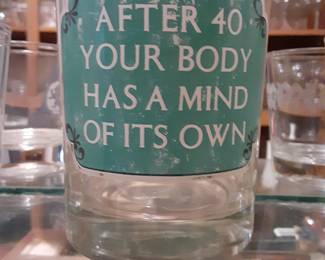 AFTER 40
YOUR BODY
HAS A MIND
OF ITS OWN